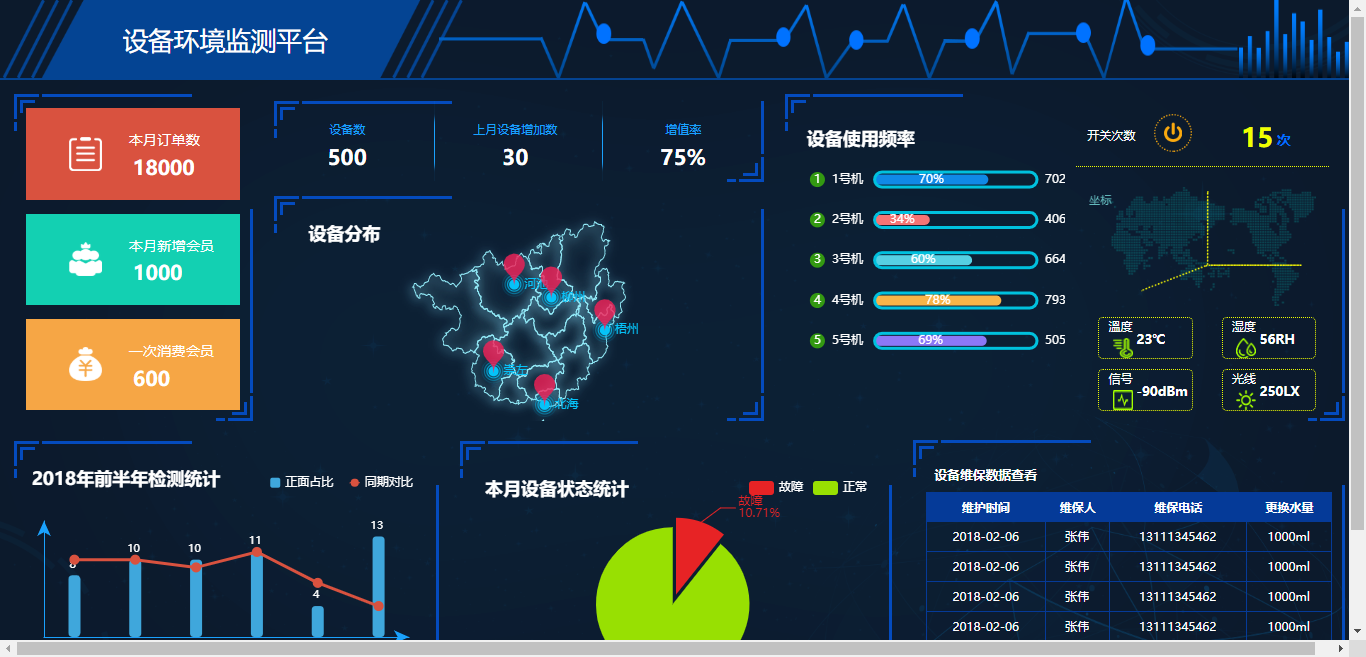 设备环境监测平台
本月订单数
18000
本月新增会员
1000
一次消费会员
¥
600
设备数
500
上月设备增加数
30
增值率
75%
设备分布
河池
柳州
梧州
崇左
北海
设备使用频率
1 1号机 70% 702
2 2号机 34% 406
3 3号机 60% 664
4 4号机 78% 793
5 5号机 69% 505
开关次数 15 次
坐标
温度
23℃
湿度
56RH
信号
-90dBm
光线
250LX
2018年前半年检测统计
正面占比 同期对比
8 10 10 11 4 13
本月设备状态统计
故障 正常
故障
10.71%
设备维保数据查看
维护时间 维保人 维保电话 更换水量
2018-02-06 张伟 13111345462 1000ml
2018-02-06 张伟 13111345462 1000ml
2018-02-06 张伟 13111345462 1000ml
2018-02-06 张伟 13111345462 1000ml